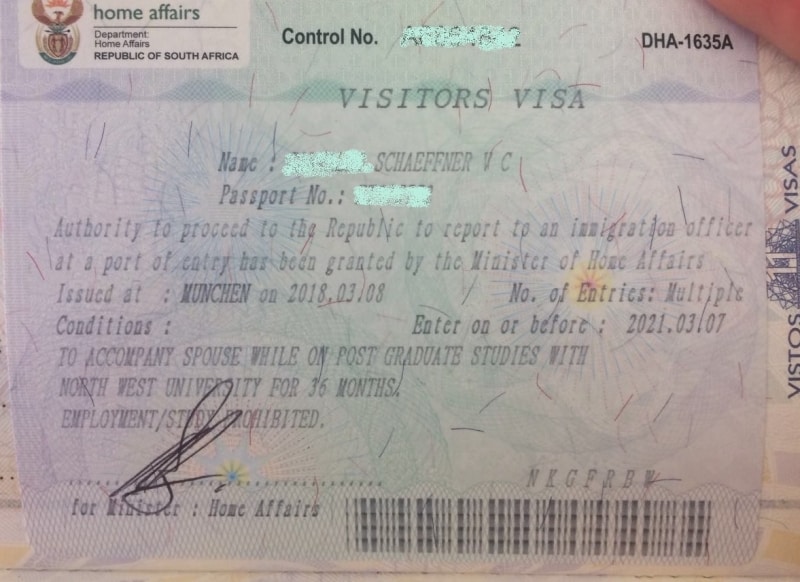 home affairs
Department:
Home Affairs
REPUBLIC OF SOUTH AFRICA
Control No.
DHA-1635A
VISITORS VISA
Name : SCHAEFFNER V C
Passport No.:
Authority to proceed to the Republic to report to an immigration officer
at a port of entry has been granted by the Minister of Home Affairs
Issued at : MUNCHEN on 2018.03.08 No. of Entries: Multiple
Conditions : Enter on or before : 2021.03.07
TO ACCOMPANY SPOUSE WHILE ON POST GRADUATE STUDIES WITH
NORTH WEST UNIVERSITY FOR 36 MONTHS.
EMPLOYMENT/STUDY PROHIBITED.
NKGFRBW
for Minister : Home Affairs
VISTOS
VISAS